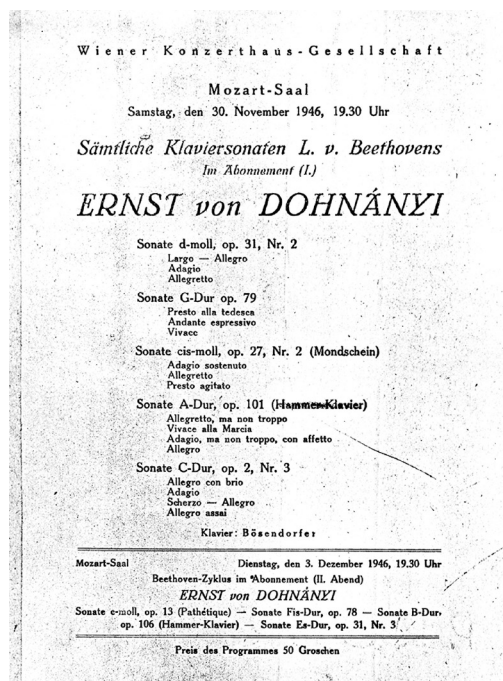 Wiener Konzerthaus-Gesellschaft
Mozart-Saal
Samstag, den 30. November 1946, 19.30 Uhr
Sämtliche Klaviersonaten L. v. Beethovens
Im Abonnement (I.)
ERNST von DOHNÁNYI
Sonate d-moll, op. 31, Nr. 2
Largo — Allegro
Adagio
Allegretto
Sonate G-Dur op. 79
Presto alla tedesca
Andante espressivo
Vivace
Sonate cis-moll, op. 27, Nr. 2 (Mondschein)
Adagio sostenuto
Allegretto
Presto agitato
Sonate A-Dur, op. 101 (Hammer-Klavier)
Allegretto, ma non troppo
Vivace alla Marcia
Adagio, ma non troppo, con affetto
Allegro
Sonate C-Dur, op. 2, Nr. 3
Allegro con brio
Adagio
Scherzo — Allegro
Allegro assai
Klavier: Bösendorfer
Mozart-Saal Dienstag, den 3. Dezember 1946, 19.30 Uhr
Beethoven-Zyklus im Abonnement (II. Abend)
ERNST von DOHNÁNYI
Sonate c-moll, op. 13 (Pathétique) — Sonate Fis-Dur, op. 78 — Sonate B-Dur,
op. 106 (Hammer-Klavier) — Sonate Es-Dur, op. 31, Nr. 3
Preis des Programmes 50 Groschen